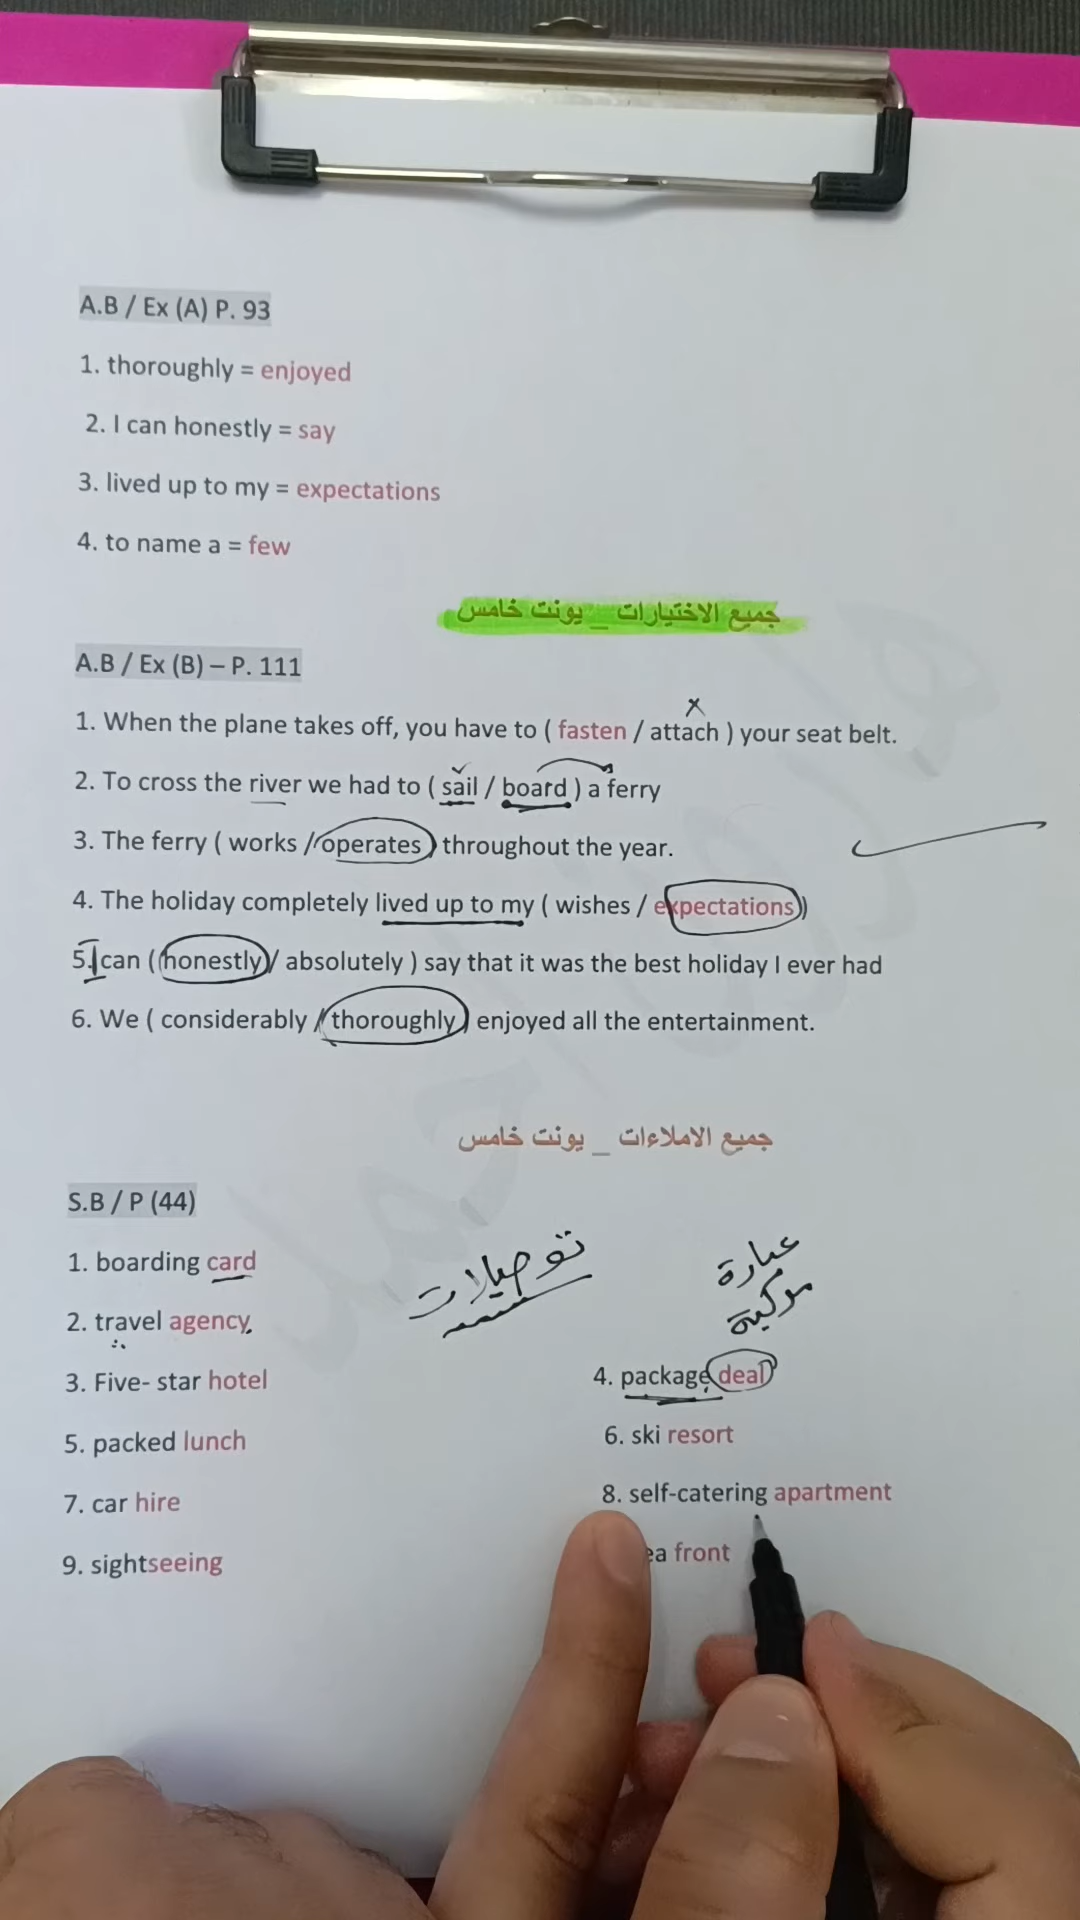 A.B / Ex (A) P. 93
1. thoroughly = enjoyed
2. I can honestly = say
3. lived up to my = expectations
4. to name a = few
جميع الاختيارات _ يونت خامس
A.B / Ex (B) – P. 111
1. When the plane takes off, you have to ( fasten / attach ) your seat belt.
2. To cross the river we had to ( sail / board ) a ferry
3. The ferry ( works / operates ) throughout the year.
4. The holiday completely lived up to my ( wishes / expectations )
5. I can ( honestly / absolutely ) say that it was the best holiday I ever had
6. We ( considerably / thoroughly ) enjoyed all the entertainment.
جميع الاملاءات _ يونت خامس
S.B / P (44)
1. boarding card
توصيلات
عبارة
مركبة
2. travel agency.
3. Five- star hotel
4. package deal
5. packed lunch
6. ski resort
7. car hire
8. self-catering apartment
9. sightseeing
front